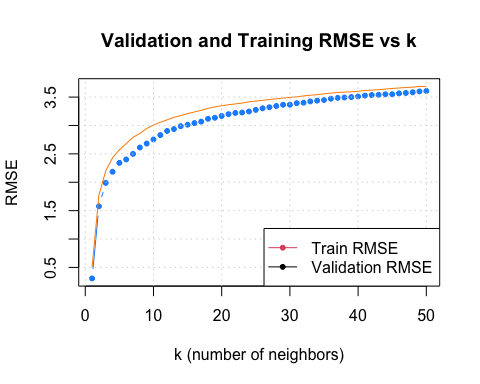 Validation and Training RMSE vs k
RMSE
3.5
2.5
1.5
0.5
Train RMSE
Validation RMSE
0 10 20 30 40 50
k (number of neighbors)